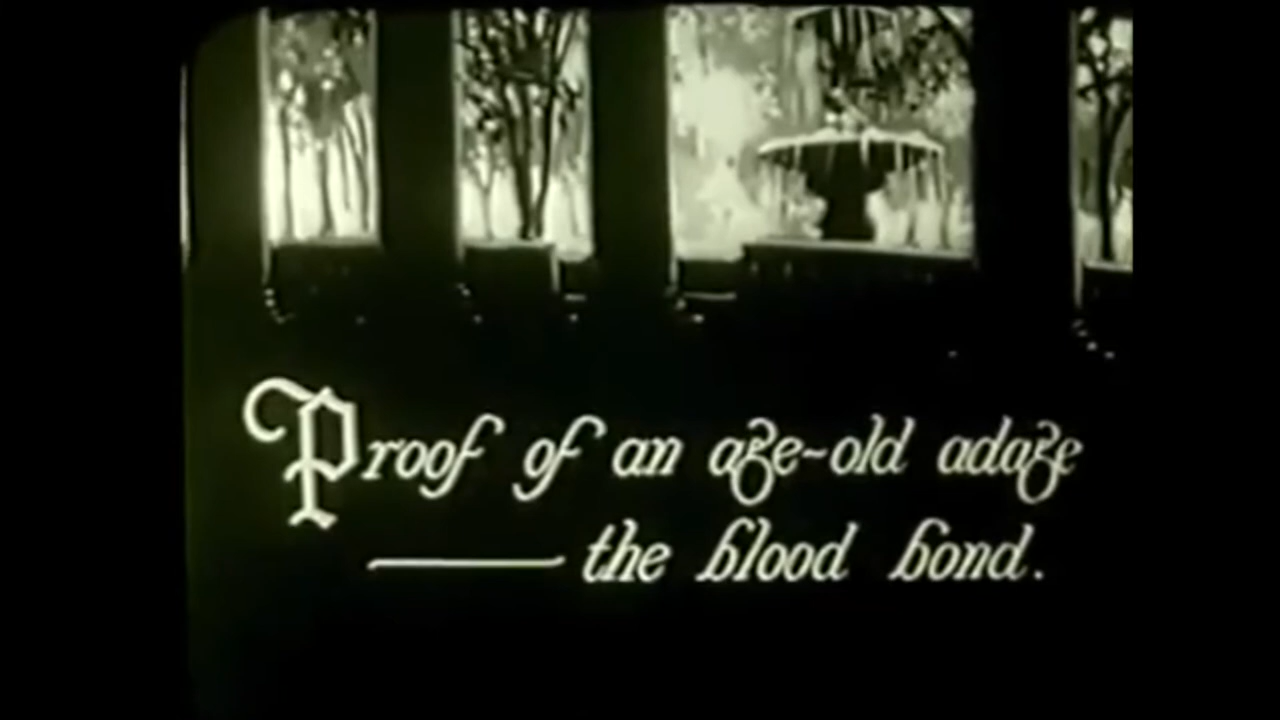 Proof of an age-old adage
— the blood bond.